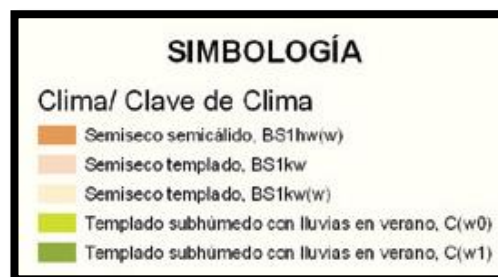 SIMBOLOGÍA
Clima/ Clave de Clima
Semiseco semicálido, BS1hw(w)
Semiseco templado, BS1kw
Semiseco templado, BS1kw(w)
Templado subhúmedo con lluvias en verano, C(w0)
Templado subhúmedo con lluvias en verano, C(w1)